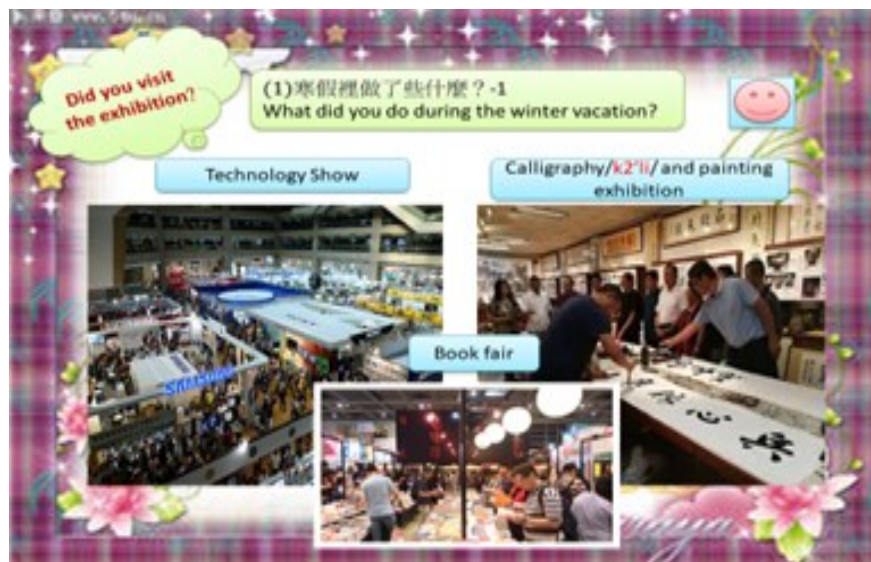 Did you visit
the exhibition?
(1)寒假裡做了些什麼？-1
What did you do during the winter vacation?
Technology Show
Calligraphy/k2'li/and painting
exhibition
Book fair
SAMSUNG